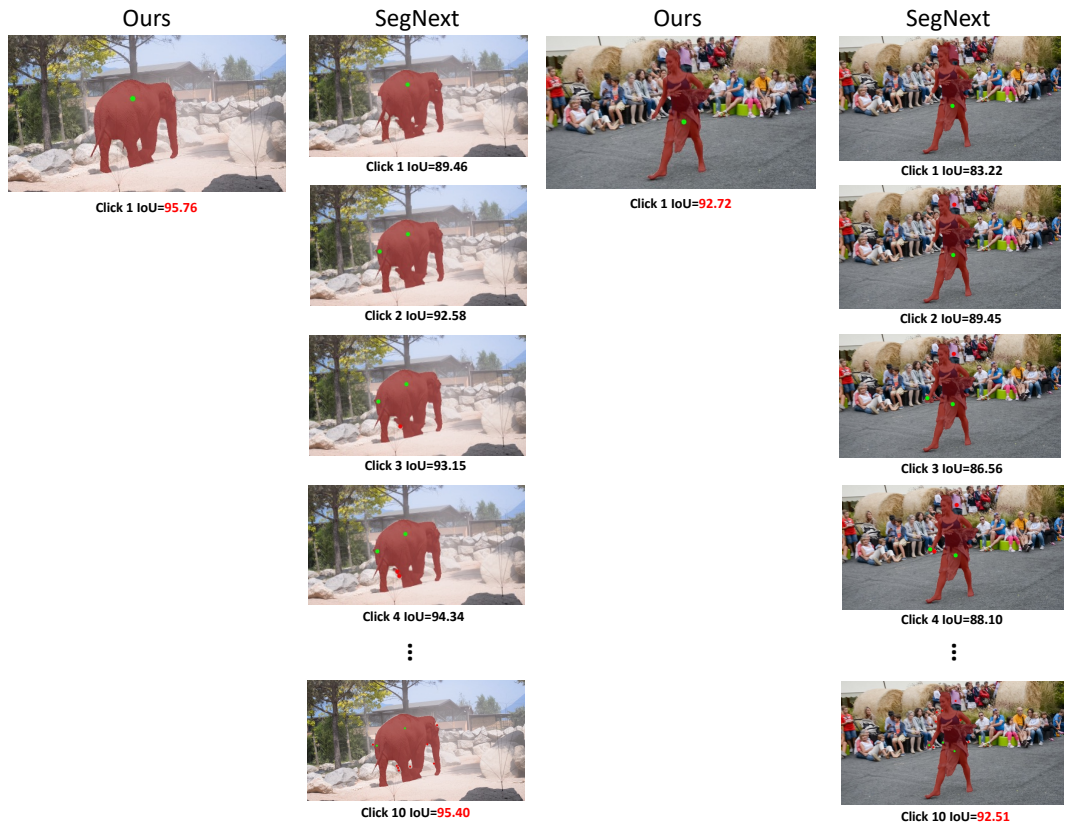 Ours
SegNext
Ours
SegNext
Click 1 IoU=95.76
Click 1 IoU=89.46
Click 2 IoU=92.58
Click 3 IoU=93.15
Click 4 IoU=94.34
⋮
Click 10 IoU=95.40
Click 1 IoU=92.72
Click 1 IoU=83.22
Click 2 IoU=89.45
Click 3 IoU=86.56
Click 4 IoU=88.10
⋮
Click 10 IoU=92.51